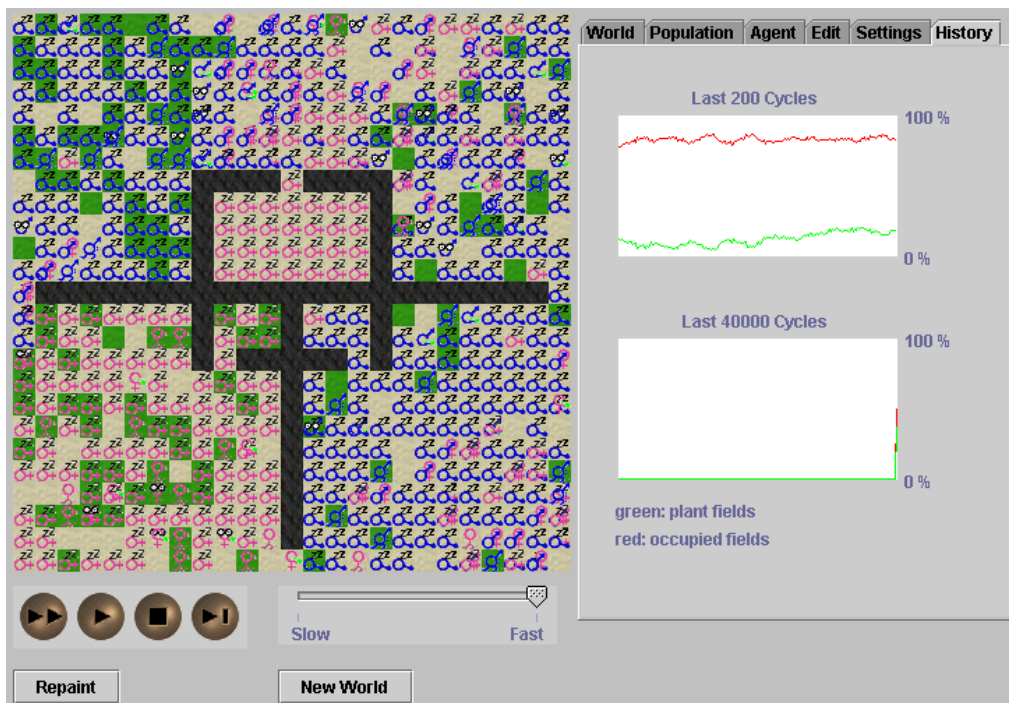 World Population Agent Edit Settings History
Last 200 Cycles
100 %
0 %
Last 40000 Cycles
100 %
0 %
green: plant fields
red: occupied fields
Slow Fast
Repaint New World